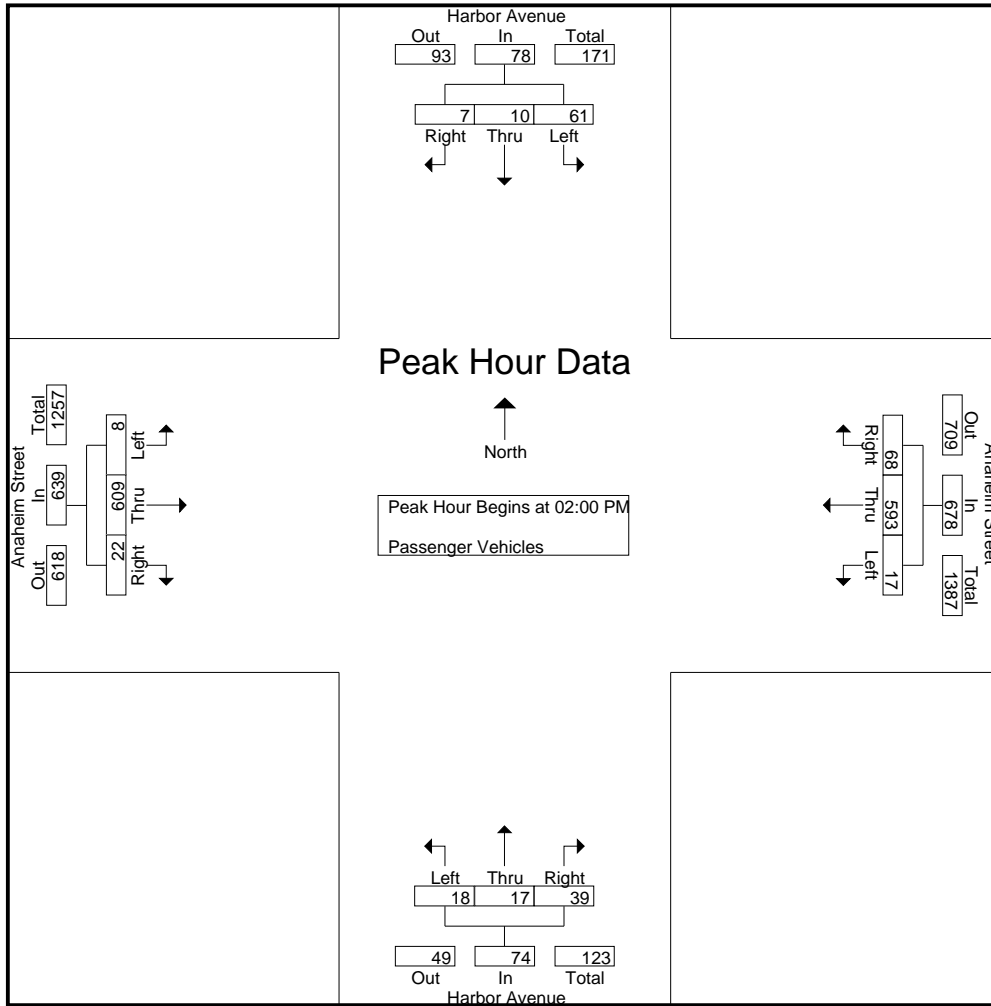 Harbor Avenue
Out In Total
93 78 171
7 10 61
Right Thru Left
Peak Hour Data
North
Peak Hour Begins at 02:00 PM
Passenger Vehicles
Anaheim Street
Total In Out
1257 639 618
8 609 22
Left Thru Right
Anaheim Street
Out In Total
709 678 1387
68 593 17
Right Thru Left
Left Thru Right
18 17 39
49 74 123
Out In Total
Harbor Avenue